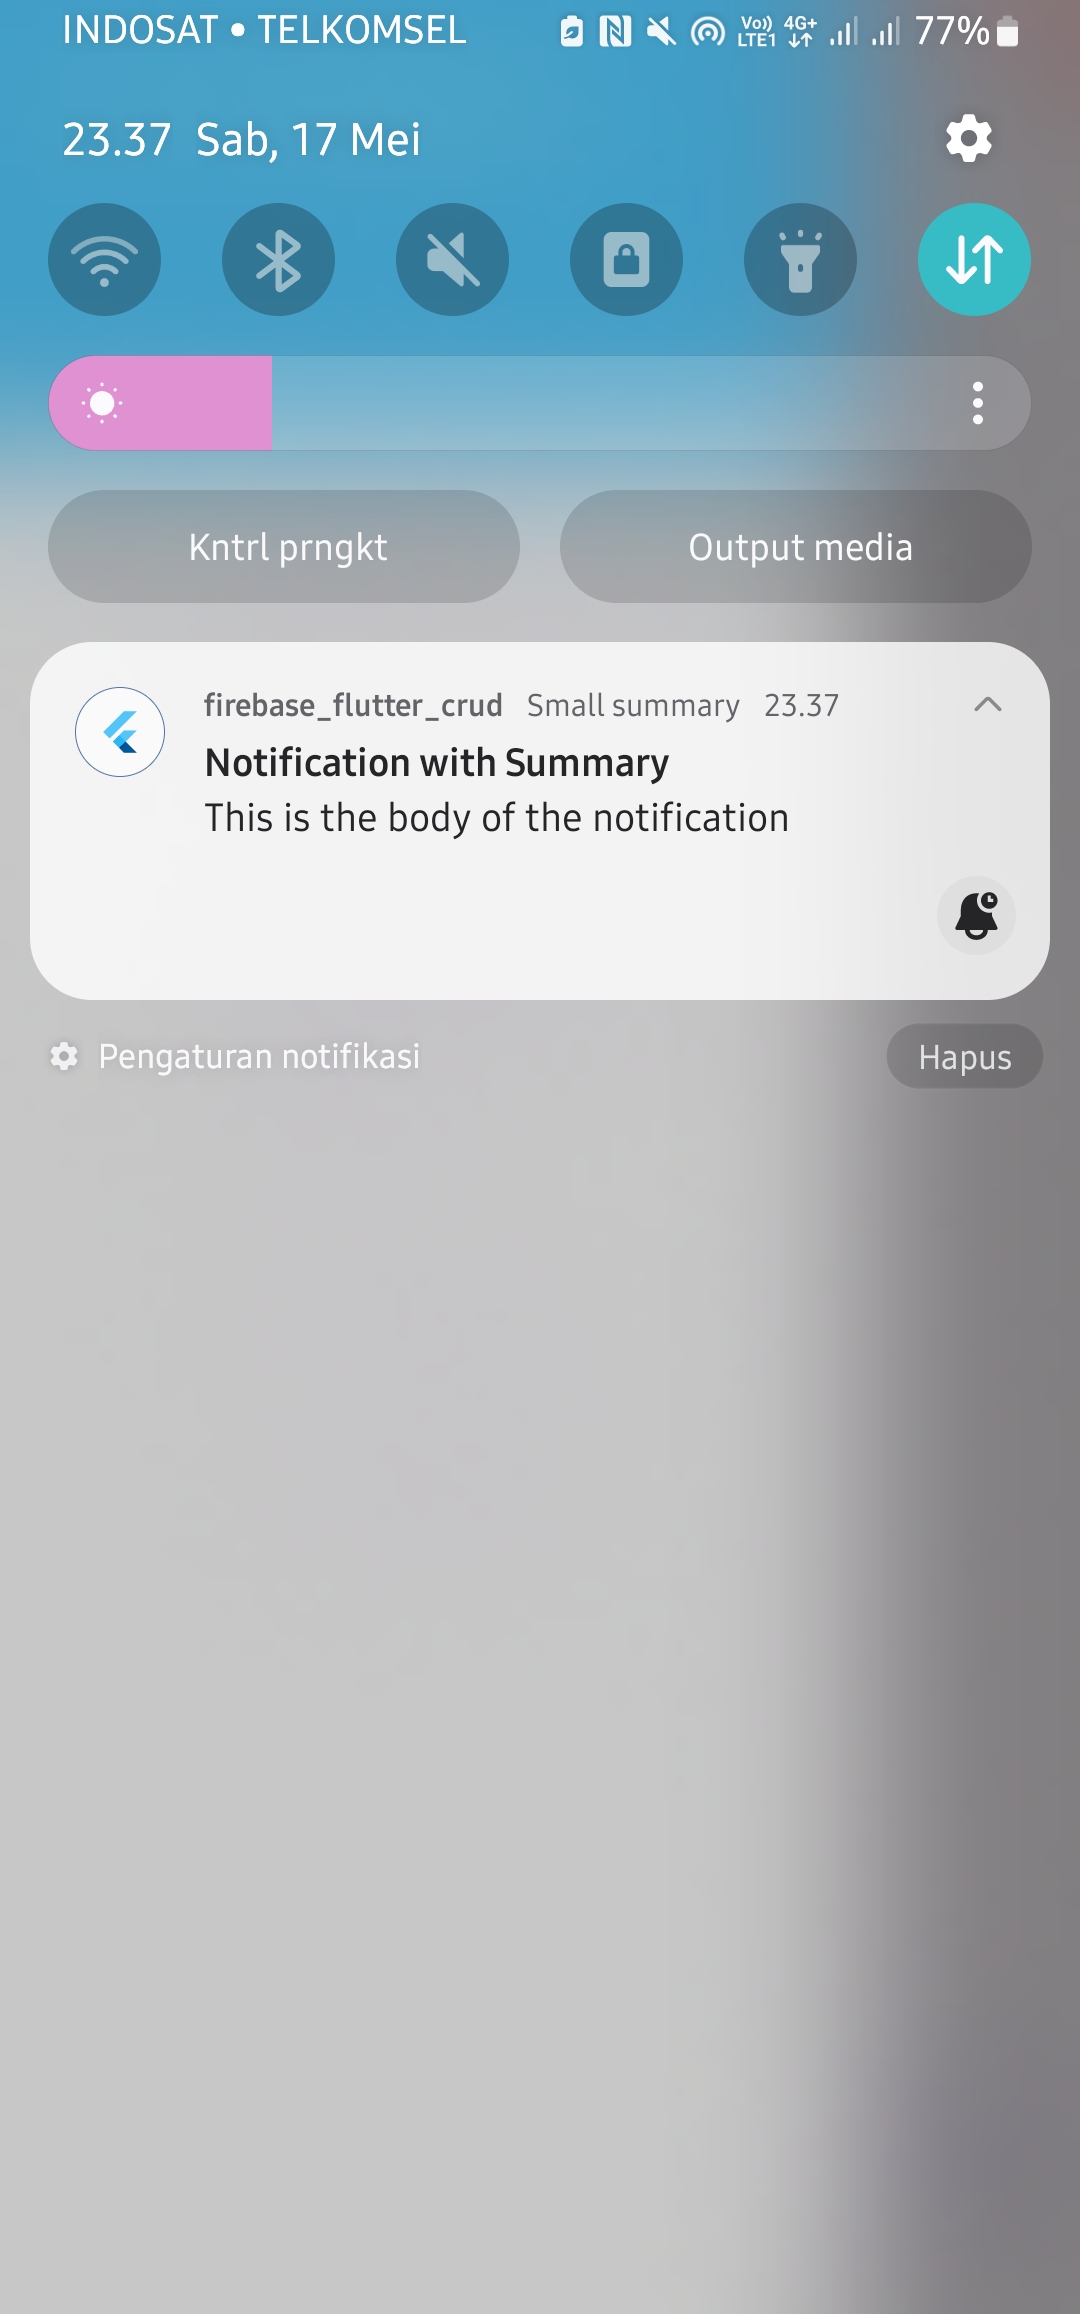 INDOSAT • TELKOMSEL Vo)) LTE1 4G+ 77%
23.37 Sab, 17 Mei
Kntrl prngkt Output media
firebase_flutter_crud Small summary 23.37
Notification with Summary
This is the body of the notification
Pengaturan notifikasi Hapus